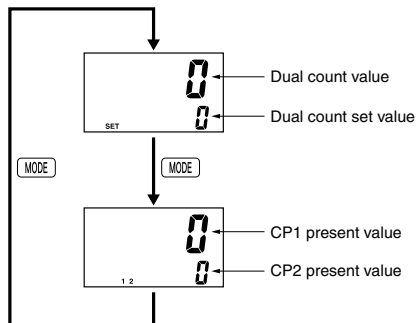 0
Dual count value
0
Dual count set value
SET
MODE
MODE
0
CP1 present value
0
CP2 present value
1 2